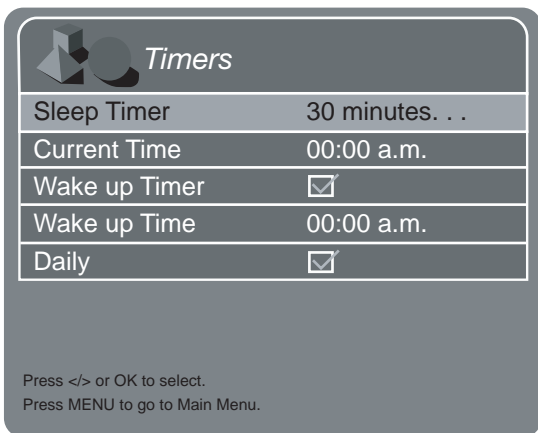 Timers
Sleep Timer 30 minutes. . .
Current Time 00:00 a.m.
Wake up Timer
Wake up Time 00:00 a.m.
Daily
Press </> or OK to select.
Press MENU to go to Main Menu.